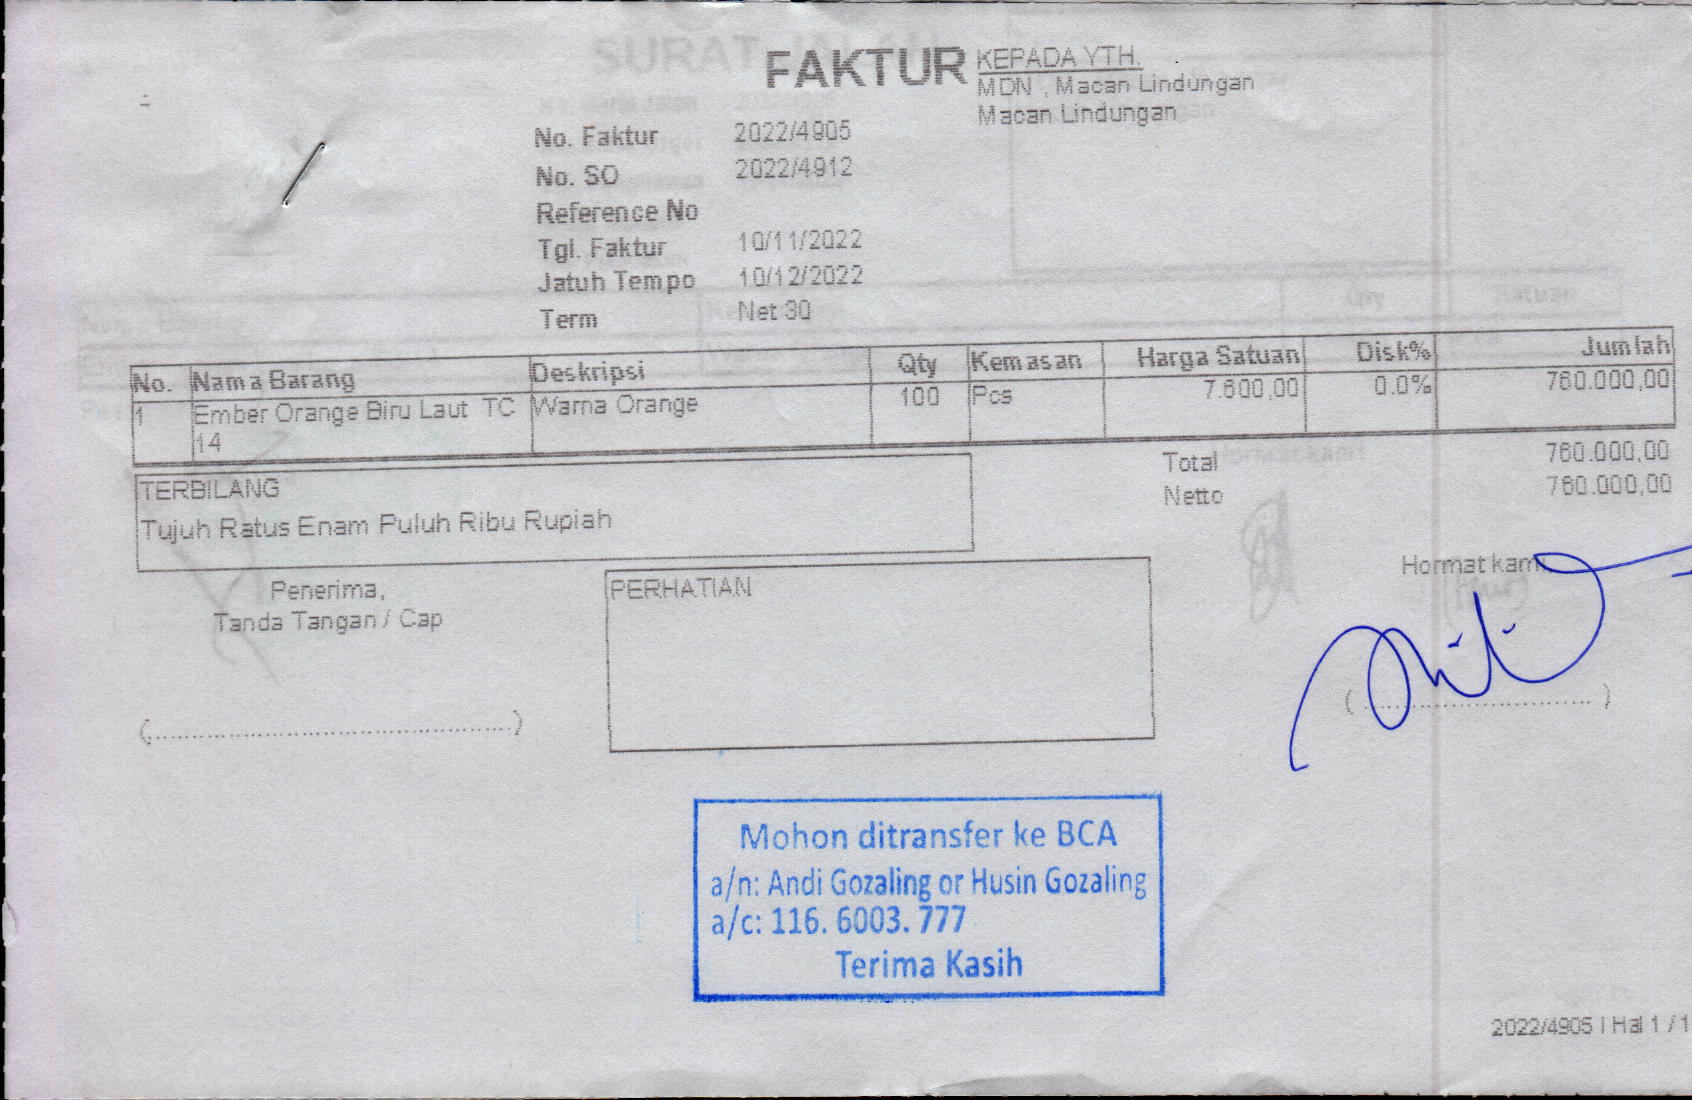 FAKTUR
KEPADA YTH.
MDN , Macan Lindungan
Macan Lindungan
No. Faktur 2022/4905
No. SO 2022/4912
Reference No
Tgl. Faktur 10/11/2022
Jatuh Tempo 10/12/2022
Term Net 30
No. Nama Barang Deskripsi Qty Kemasan Harga Satuan Disk% Jumlah
1 Ember Orange Biru Laut TC Warna Orange 100 Pcs 7.600,00 0.0% 760.000,00
14
Total 760.000,00
Netto 760.000,00
TERBILANG
Tujuh Ratus Enam Puluh Ribu Rupiah
Penerima,
Tanda Tangan / Cap
PERHATIAN
Hormat kami,
Mohon ditransfer ke BCA
a/n: Andi Gozaling or Husin Gozaling
a/c: 116. 6003. 777
Terima Kasih
2022/4905 | Hal 1 / 1